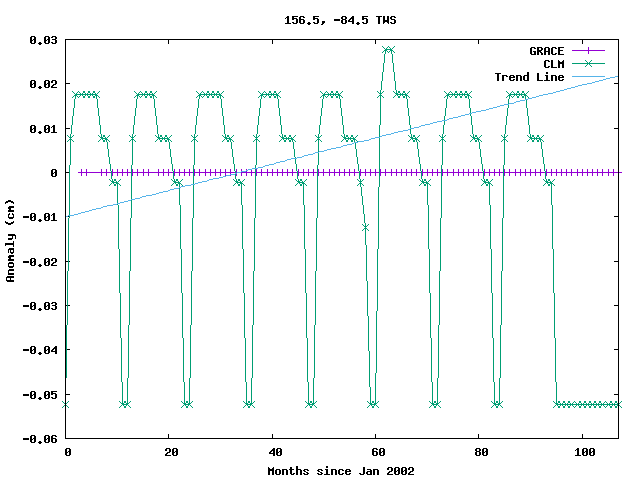 156.5, -84.5 TWS
GRACE
CLM
Trend Line
0.03
0.02
0.01
0
-0.01
-0.02
-0.03
-0.04
-0.05
-0.06
Anomaly (cm)
0 20 40 60 80 100
Months since Jan 2002